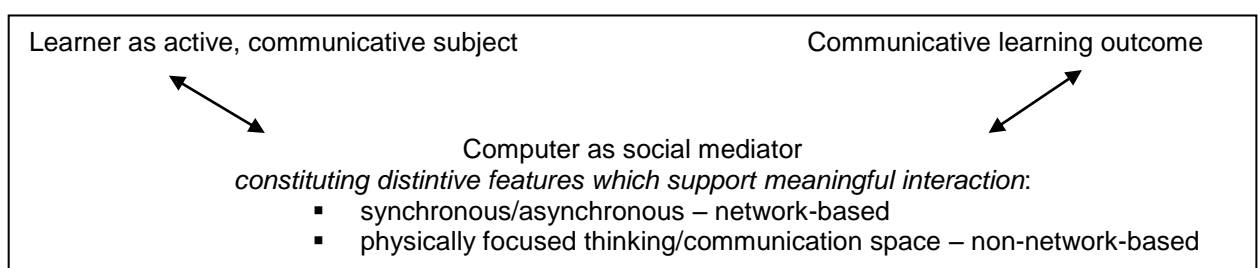 Learner as active, communicative subject
Communicative learning outcome
Computer as social mediator
constituting distintive features which support meaningful interaction:
▪ synchronous/asynchronous – network-based
▪ physically focused thinking/communication space – non-network-based